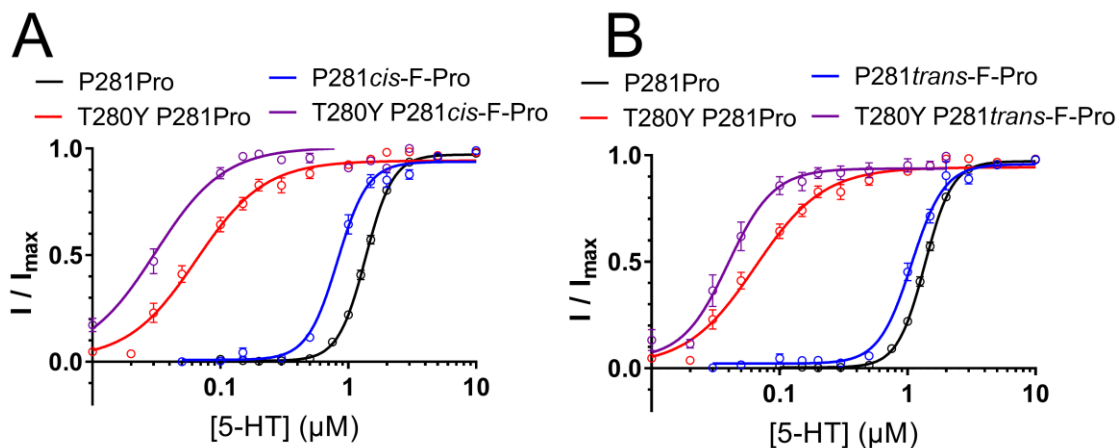 A
P281Pro
P281cis-F-Pro
T280Y P281Pro
T280Y P281cis-F-Pro
I / Imax
1.0
0.5
0.0
0.1
1
10
[5-HT] (µM)
B
P281Pro
P281trans-F-Pro
T280Y P281Pro
T280Y P281trans-F-Pro
I / Imax
1.0
0.5
0.0
0.1
1
10
[5-HT] (µM)